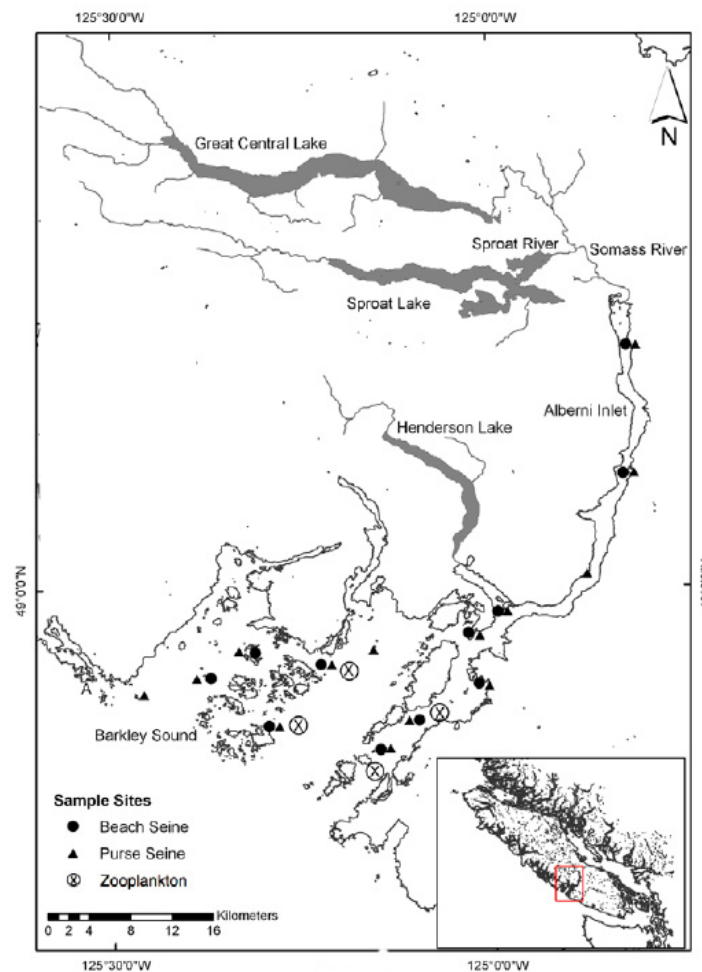 125°30'0"W
125°0'0"W
N
Great Central Lake
Sproat River
Somass River
Sproat Lake
Alberni Inlet
Henderson Lake
49°0'0"N
Barkley Sound
Sample Sites
Beach Seine
Purse Seine
Zooplankton
Kilometers
0 2 4 8 12 16
125°30'0"W
125°0'0"W